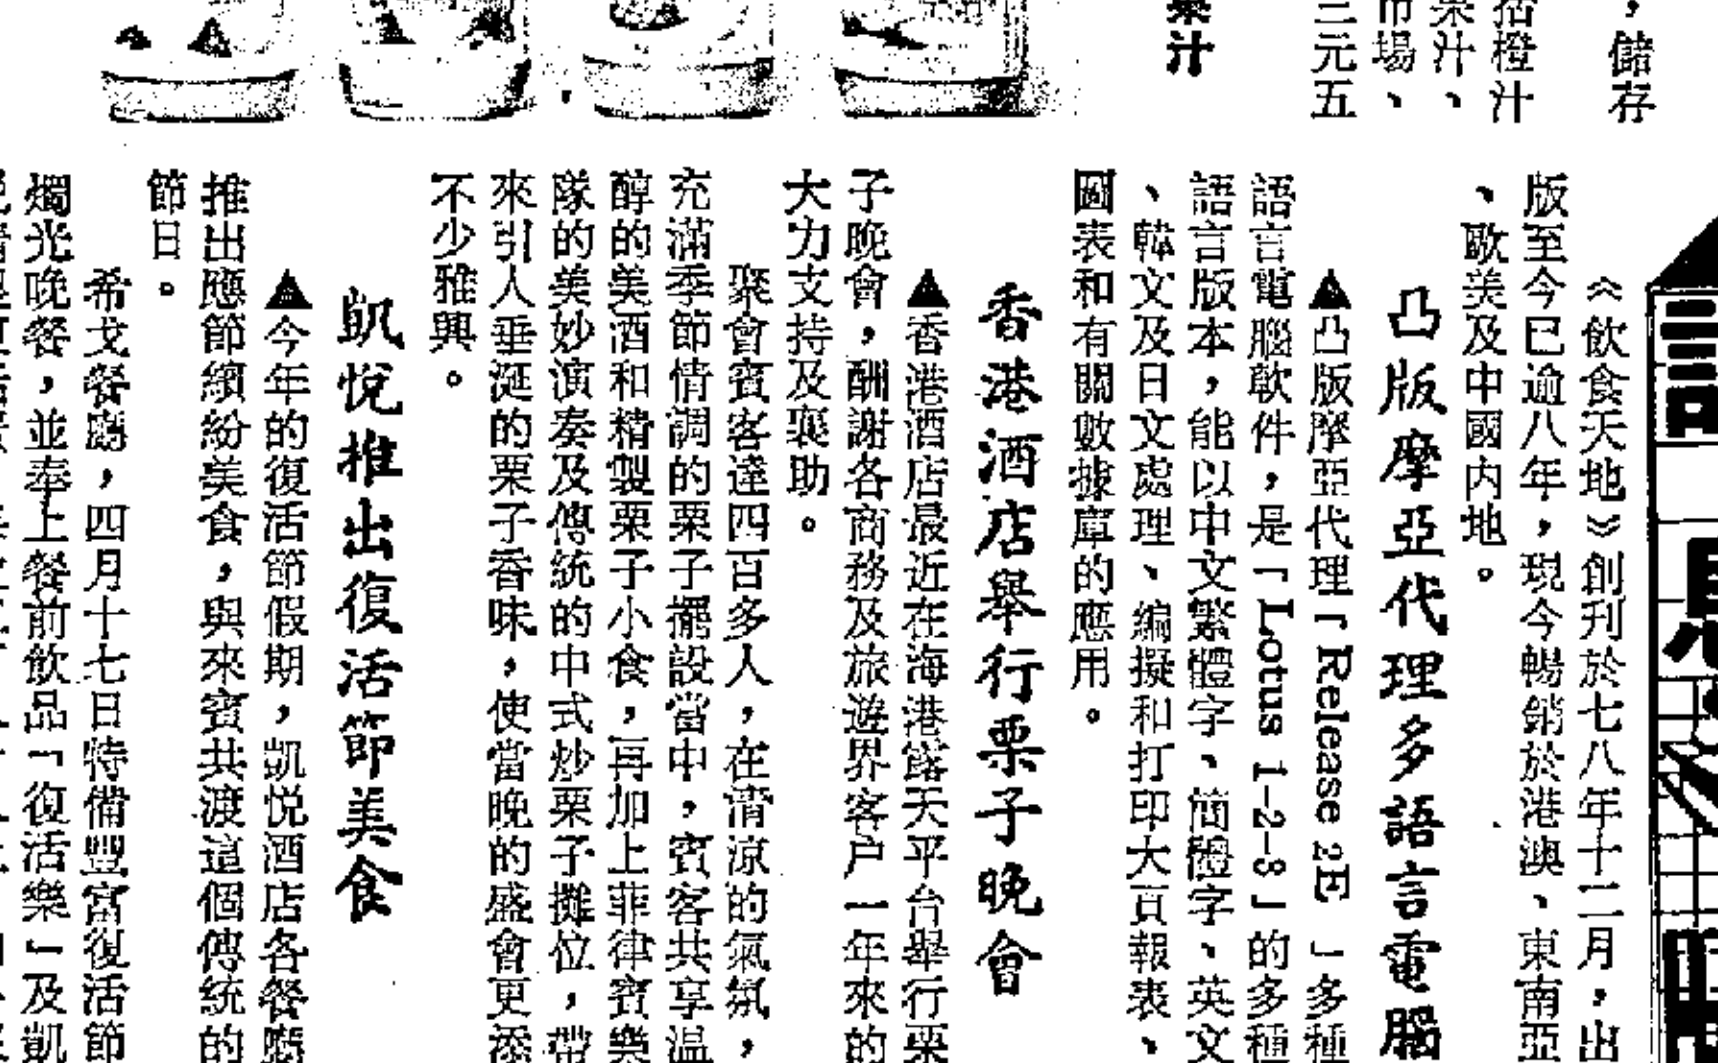 ，儲存
括橙汁
果汁、
市場、
三元五
汁
《飲食天地》創刊於七八年十二月，出
版至今已逾八年，現今暢銷於港澳、東南亞
、歐美及中國內地。
凸版摩亞代理多語言電腦
▲凸版摩亞代理「Release 2E 」多種
語言電腦軟件，是「Lotus 1-2-3」的多種
語言版本，能以中文繁體字、簡體字、英文
、韓文及日文處理、編擬和打印大頁報表、
圖表和有關數據庫的應用。
香港酒店舉行栗子晚會
▲香港酒店最近在海港露天平台舉行栗
子晚會，酬謝各商務及旅遊界客户一年來的
大力支持及襄助。
聚會賓客達四百多人，在清涼的氣氛，
充滿季節情調的栗子擺設當中，賓客共享温
醇的美酒和精製栗子小食，再加上菲律賓樂
隊的美妙演奏及傳統的中式炒栗子攤位，帶
來引人垂涎的栗子香味，使當晚的盛會更添
不少雅興。
凱悅推出復活節美食
▲今年的復活節假期，凱悅酒店各餐廳
推出應節繽紛美食，與來賓共渡這個傳統的
節日。
希戈餐廳，四月十七日特備豐富復活節
燭光晚餐，並奉上餐前飲品「復活樂」及凱